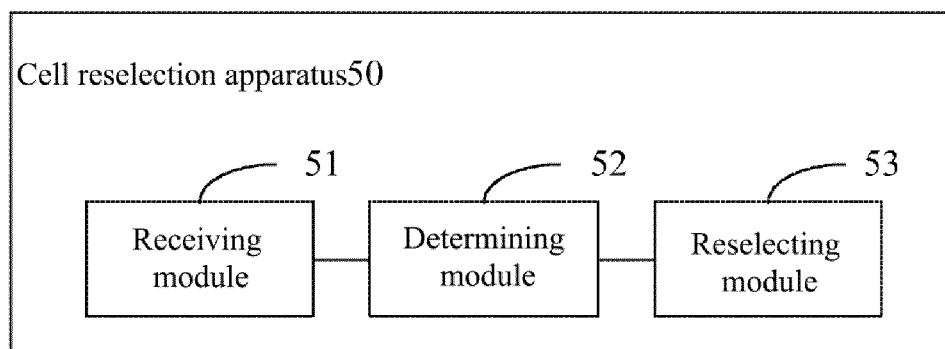 Cell reselection apparatus50
51
52
53
Receiving
module
Determining
module
Reselecting
module